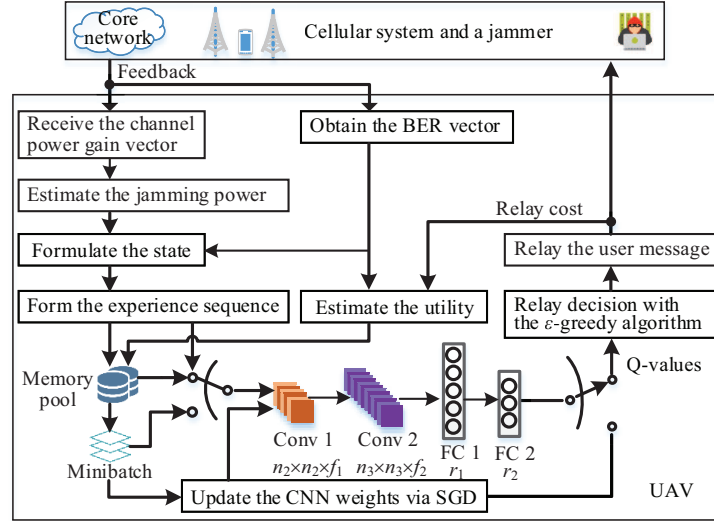 Core
network
Cellular system and a jammer
Feedback
Receive the channel
power gain vector
Obtain the BER vector
Estimate the jamming power
Relay cost
Formulate the state
Relay the user message
Form the experience sequence
Estimate the utility
Relay decision with
the ε-greedy algorithm
Memory
pool
Q-values
Minibatch
Conv 1
Conv 2
FC 1
FC 2
n₂×n₂×f₁
n₃×n₃×f₂
r₁
r₂
Update the CNN weights via SGD
UAV